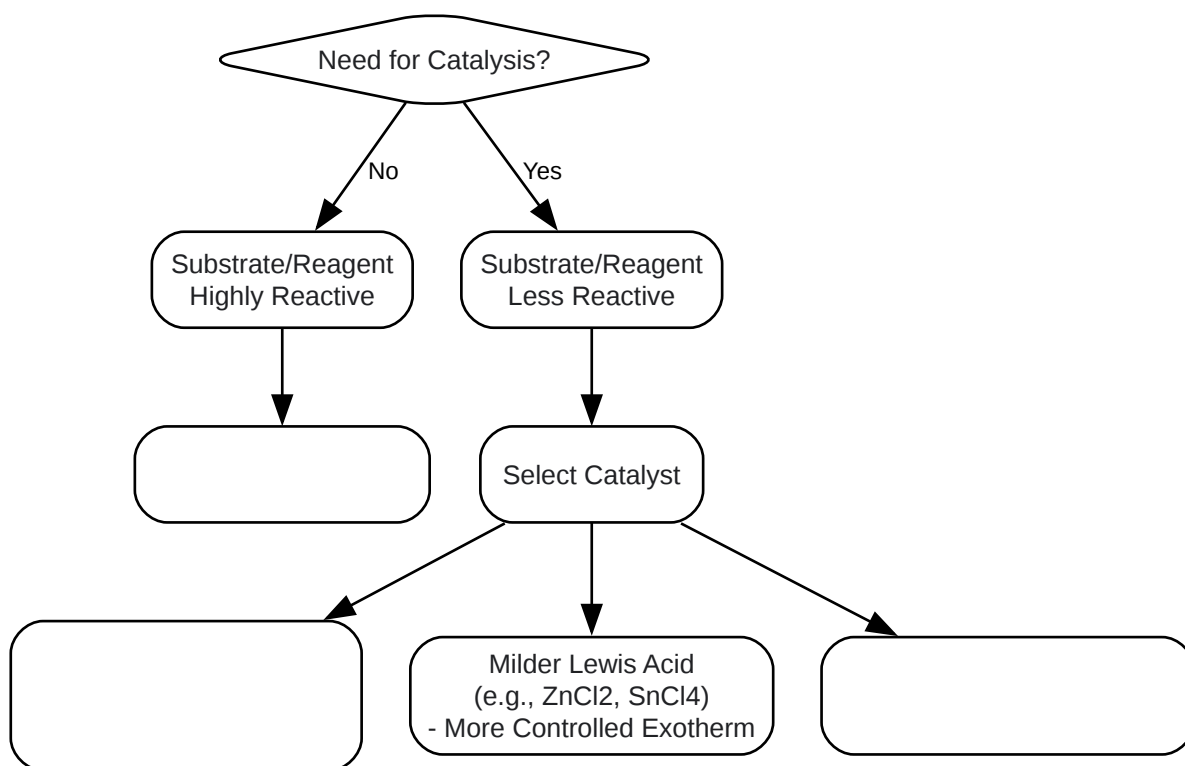 Need for Catalysis?
No
Yes
Substrate/Reagent
Highly Reactive
Substrate/Reagent
Less Reactive
Select Catalyst
Milder Lewis Acid
(e.g., ZnCl2, SnCl4)
- More Controlled Exotherm